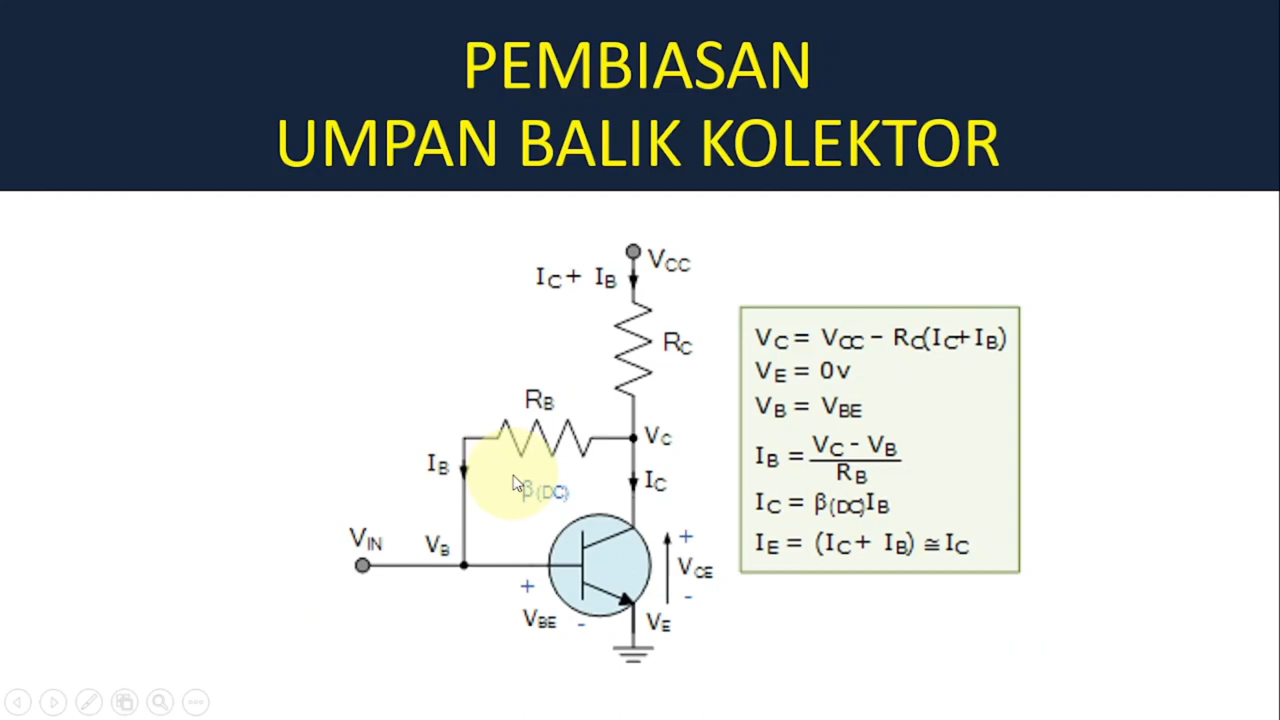 PEMBIASAN
UMPAN BALIK KOLEKTOR
VCC
IC+ IB
RC
RB
VC
IB
IC
β(DC)
VIN
VB
+
VCE
-
+
VBE
-
VE
VC = VCC - RC(IC+IB)
VE = 0v
VB = VBE
IB = VC - VB
RB
IC = β(DC)IB
IE = (IC+ IB) ≅ IC